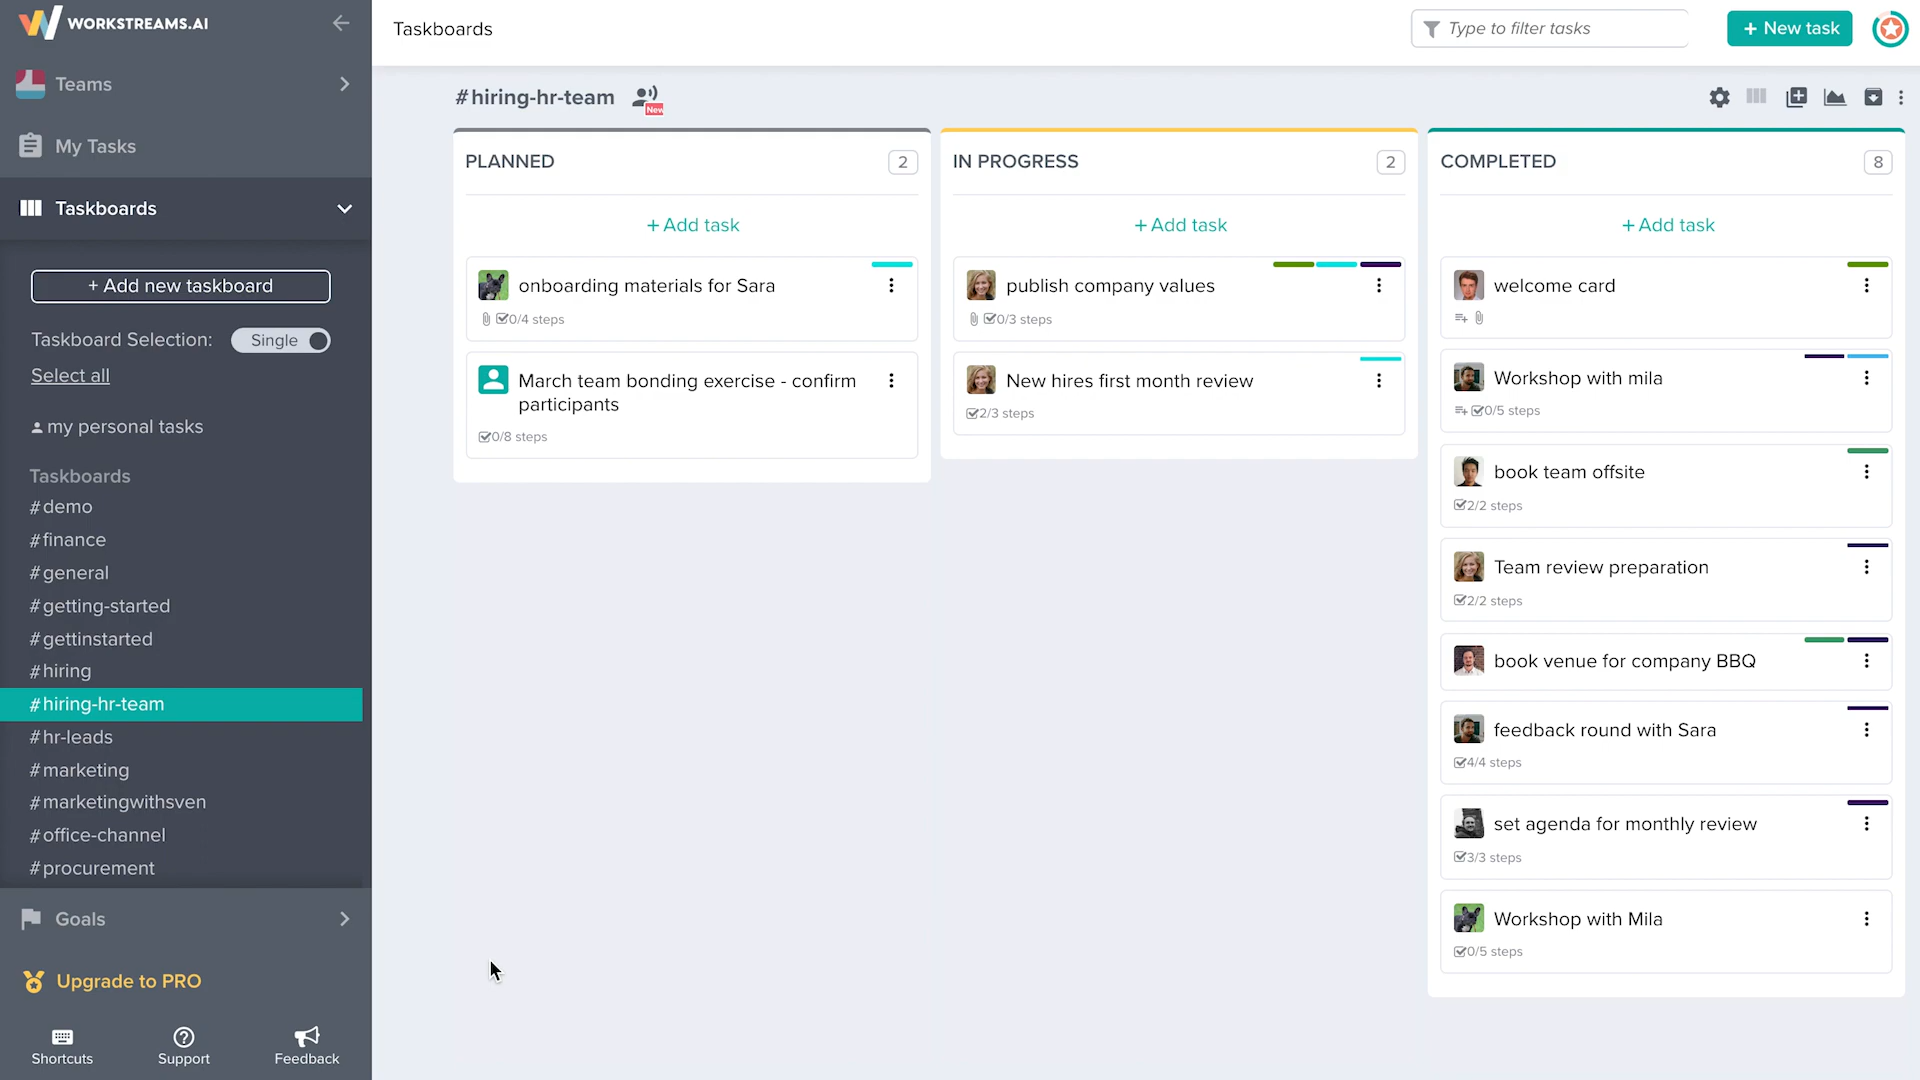 WORKSTREAMS.AI
Teams
My Tasks
Taskboards
+ Add new taskboard
Taskboard Selection: Single
Select all
my personal tasks
Taskboards
#demo
#finance
#general
#getting-started
#gettinstarted
#hiring
#hiring-hr-team
#hr-leads
#marketing
#marketingwithsven
#office-channel
#procurement
Goals
Upgrade to PRO
Shortcuts
Support
Feedback
Taskboards
Type to filter tasks
+ New task
#hiring-hr-team
New
PLANNED
2
+ Add task
onboarding materials for Sara
0/4 steps
March team bonding exercise - confirm
participants
0/8 steps
IN PROGRESS
2
+ Add task
publish company values
0/3 steps
New hires first month review
2/3 steps
COMPLETED
8
+ Add task
welcome card
Workshop with mila
0/5 steps
book team offsite
2/2 steps
Team review preparation
2/2 steps
book venue for company BBQ
feedback round with Sara
4/4 steps
set agenda for monthly review
3/3 steps
Workshop with Mila
0/5 steps